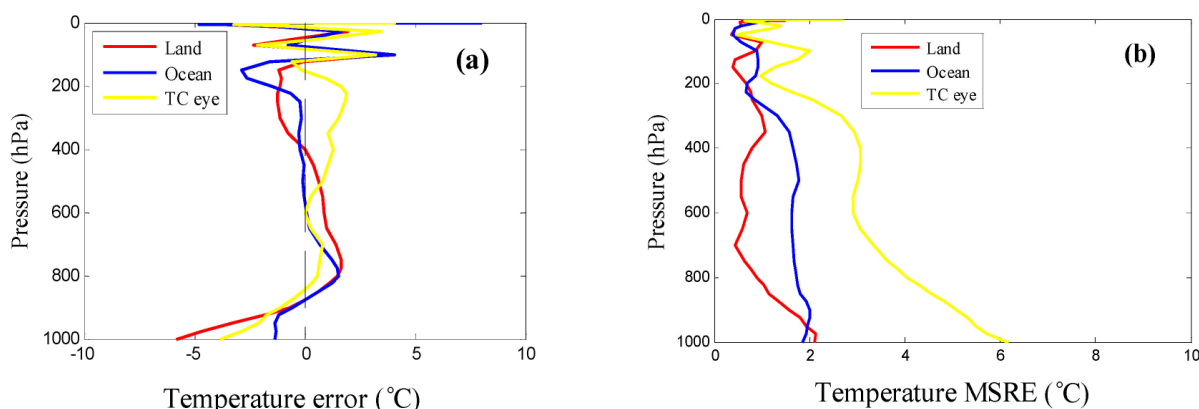 0
200
400
600
800
1000
Pressure (hPa)
Land
Ocean
TC eye
(a)
-10
-5
0
5
10
Temperature error (°C)
0
200
400
600
800
1000
Pressure (hPa)
Land
Ocean
TC eye
(b)
0
2
4
6
8
10
Temperature MSRE (°C)